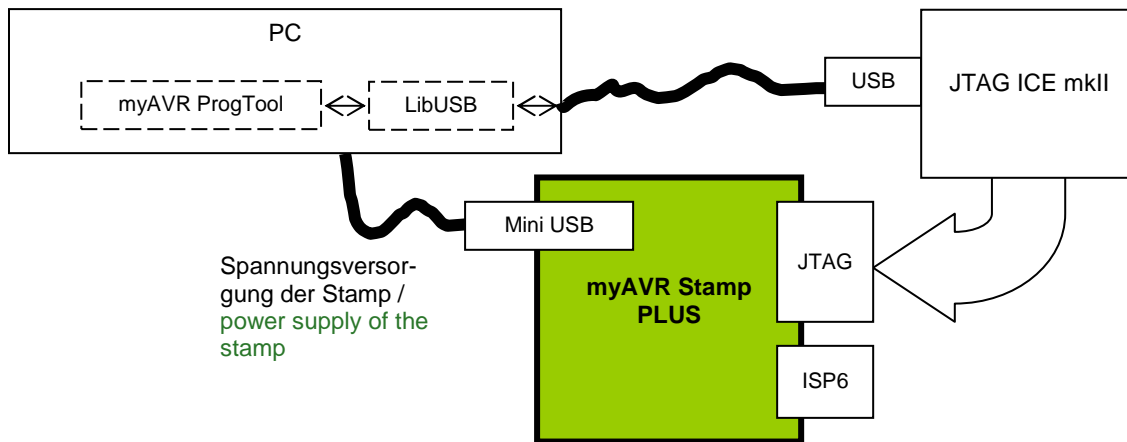 PC
myAVR ProgTool
LibUSB
USB
JTAG ICE mkII
Mini USB
JTAG
Spannungsversor-
gung der Stamp /
power supply of the
stamp
myAVR Stamp
PLUS
ISP6